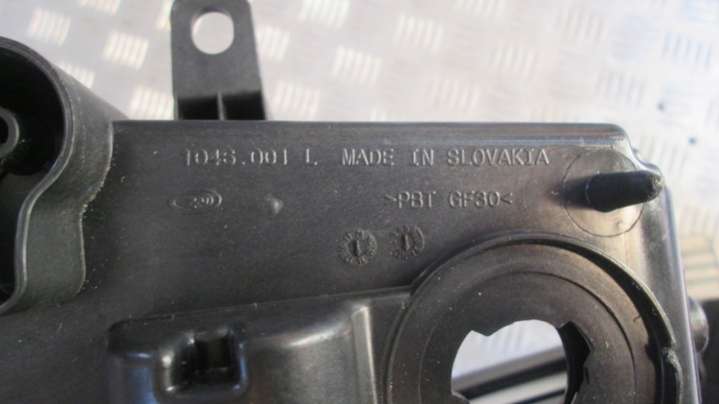 1046.001 L MADE IN SLOVAKIA
>PBT GF30<